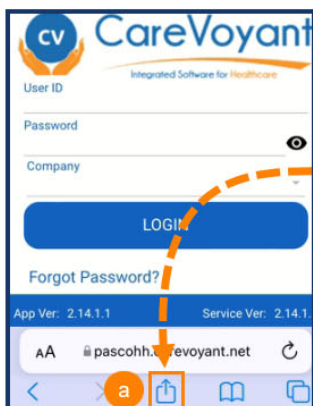 CV CareVoyant
Integrated Software for Healthcare
User ID
Password
Company
LOGIN
Forgot Password?
App Ver: 2.14.1.1 Service Ver: 2.14.1.
AA pascohh.carevoyant.net
a